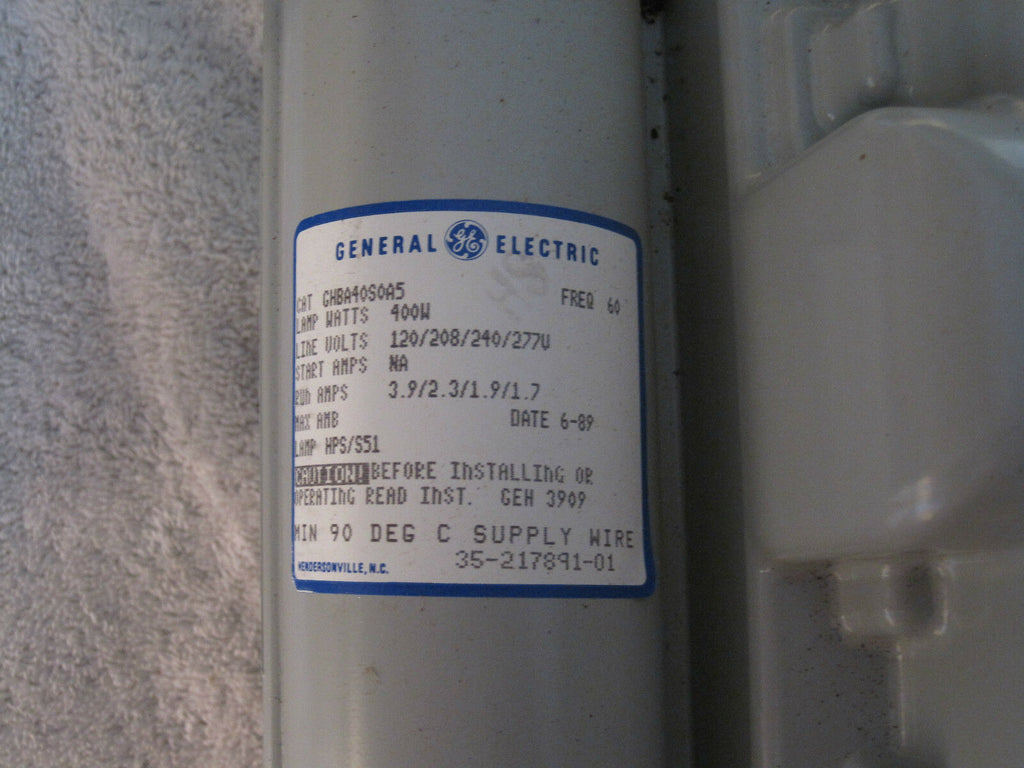 GENERAL GE ELECTRIC
CAT GHBA40S0A5 FREQ 60
LAMP WATTS 400W
LINE VOLTS 120/208/240/277V
START AMPS NA
RUN AMPS 3.9/2.3/1.9/1.7
MAX AMB DATE 6-89
LAMP HPS/S51
CAUTION! BEFORE INSTALLING OR
OPERATING READ INST. GEH 3909
MIN 90 DEG C SUPPLY WIRE
35-217891-01
HENDERSONVILLE, N.C.